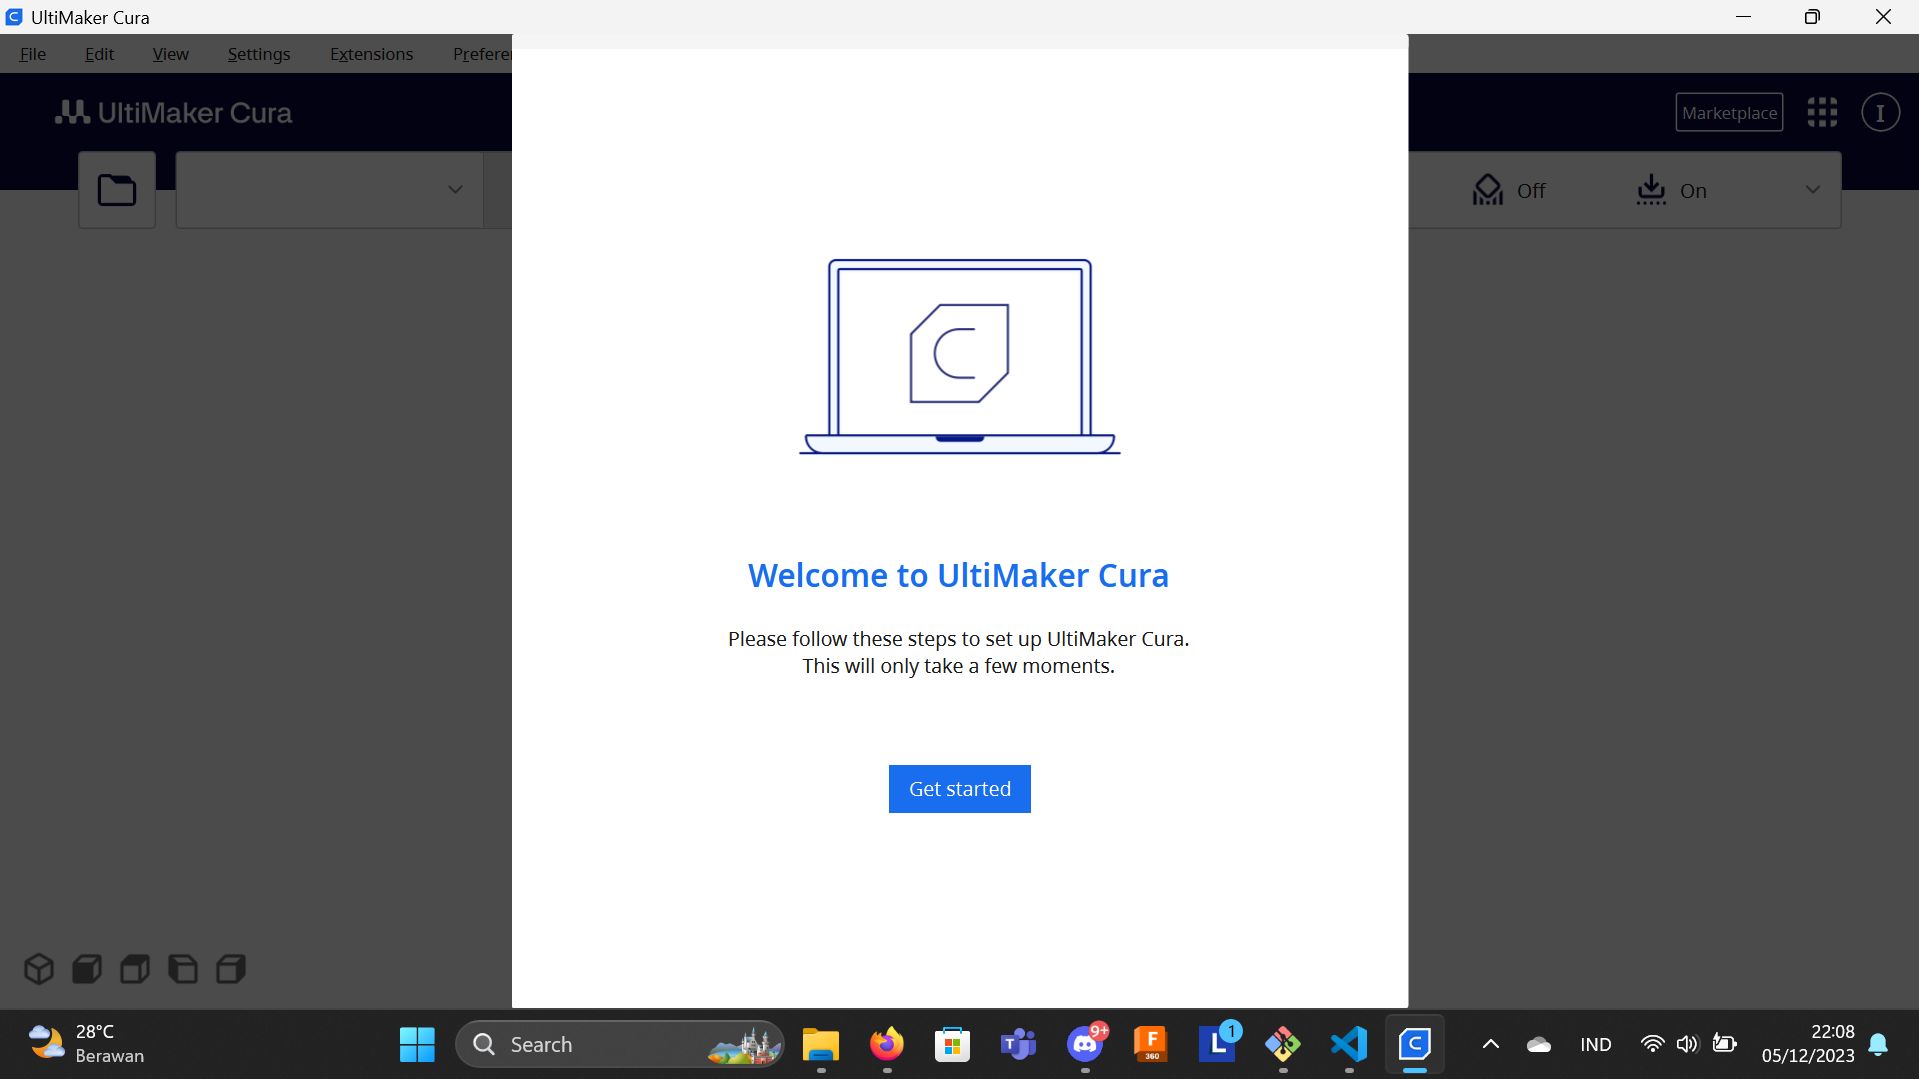 UltiMaker Cura
File Edit View Settings Extensions Prefere
UltiMaker Cura
Marketplace
I
Off
On
Welcome to UltiMaker Cura
Please follow these steps to set up UltiMaker Cura.
This will only take a few moments.
Get started
28°C
Berawan
Search
T
9+
F
360
L
1
C
IND
22:08
05/12/2023